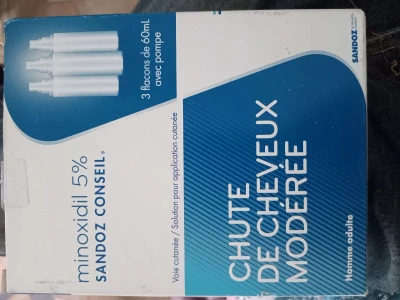 minoxidil 5%
SANDOZ CONSEIL®
3 flacons de 60mL
avec pompe
SANDOZ
Voie cutanée / Solution pour application cutanée
CHUTE
DE CHEVEUX
MODÉRÉE
Homme adulte